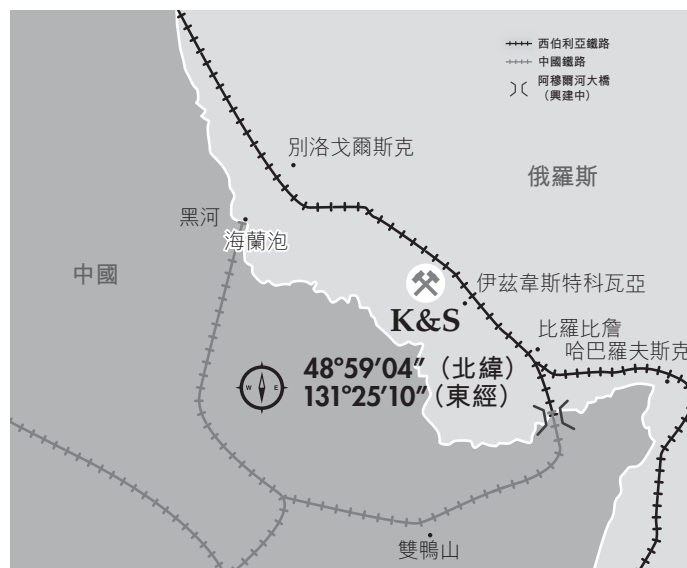 西伯利亞鐵路
中國鐵路
阿穆爾河大橋
（興建中）
別洛戈爾斯克
俄羅斯
黑河
海蘭泡
中國
伊茲韋斯特科瓦亞
K&S
比羅比詹
哈巴羅夫斯克
48°59′04″（北緯）
131°25′10″（東經）
W E
雙鴨山